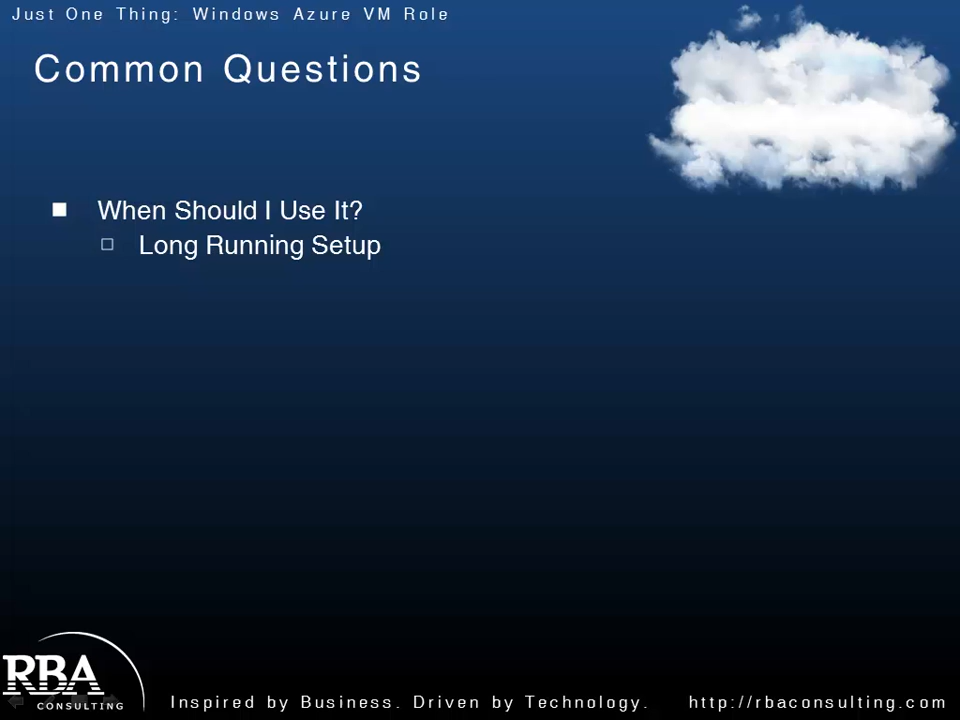 Just One Thing: Windows Azure VM Role
Common Questions
When Should I Use It?
Long Running Setup
RBA
CONSULTING
Inspired by Business. Driven by Technology. http://rbaconsulting.com